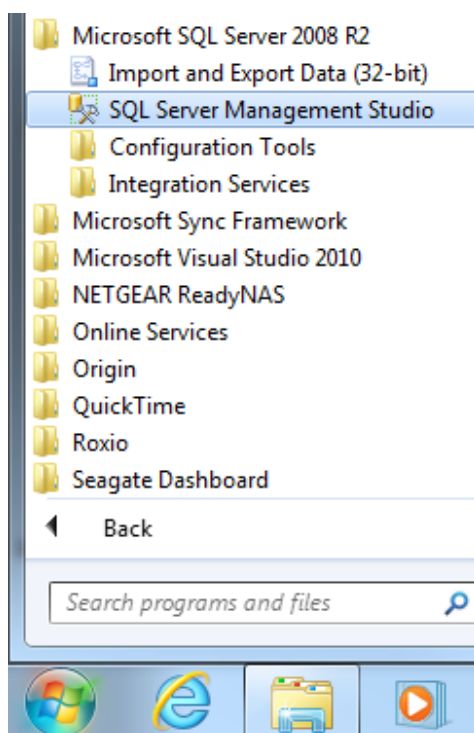 Microsoft SQL Server 2008 R2
Import and Export Data (32-bit)
SQL Server Management Studio
Configuration Tools
Integration Services
Microsoft Sync Framework
Microsoft Visual Studio 2010
NETGEAR ReadyNAS
Online Services
Origin
QuickTime
Roxio
Seagate Dashboard
Back
Search programs and files